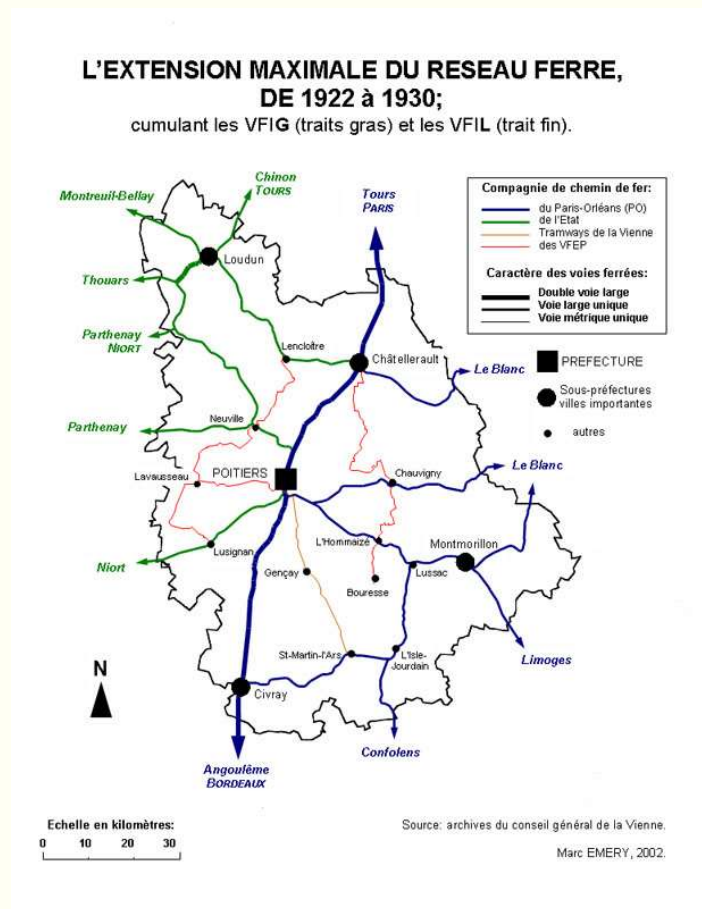 L'EXTENSION MAXIMALE DU RESEAU FERRE,
DE 1922 à 1930;
cumulant les VFIG (traits gras) et les VFIL (trait fin).
Chinon
TOURS
Montreuil-Bellay
Tours
PARIS
Compagnie de chemin de fer:
du Paris-Orléans (PO)
de l'Etat
Tramways de la Vienne
des VFEP
Caractère des voies ferrées:
Double voie large
Voie large unique
Voie métrique unique
PREFECTURE
Sous-préfectures
villes importantes
autres
Loudun
Thouars
Parthenay
NIORT
Lencloître
Châtellerault
Le Blanc
Neuville
Parthenay
Lavausseau
POITIERS
Chauvigny
Le Blanc
L'Hommaizé
Montmorillon
Lusignan
Niort
Gençay
Lussac
Bouresse
St-Martin-l'Ars
L'Isle-
Jourdain
Limoges
N
Civray
Confolens
Angoulême
BORDEAUX
Echelle en kilomètres:
0 10 20 30
Source: archives du conseil général de la Vienne.
Marc EMERY, 2002.